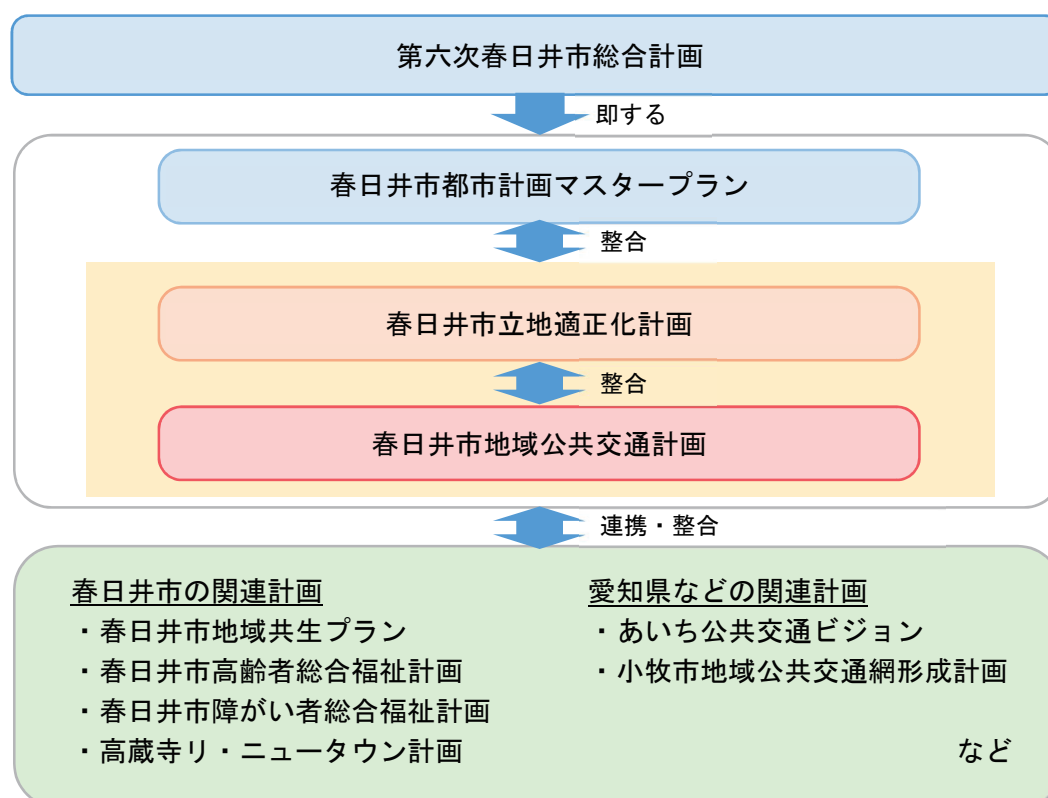 第六次春日井市総合計画
即する
春日井市都市計画マスタープラン
整合
春日井市立地適正化計画
整合
春日井市地域公共交通計画
連携・整合
春日井市の関連計画
・春日井市地域共生プラン
・春日井市高齢者総合福祉計画
・春日井市障がい者総合福祉計画
・高蔵寺リ・ニュータウン計画
愛知県などの関連計画
・あいち公共交通ビジョン
・小牧市地域公共交通網形成計画
など